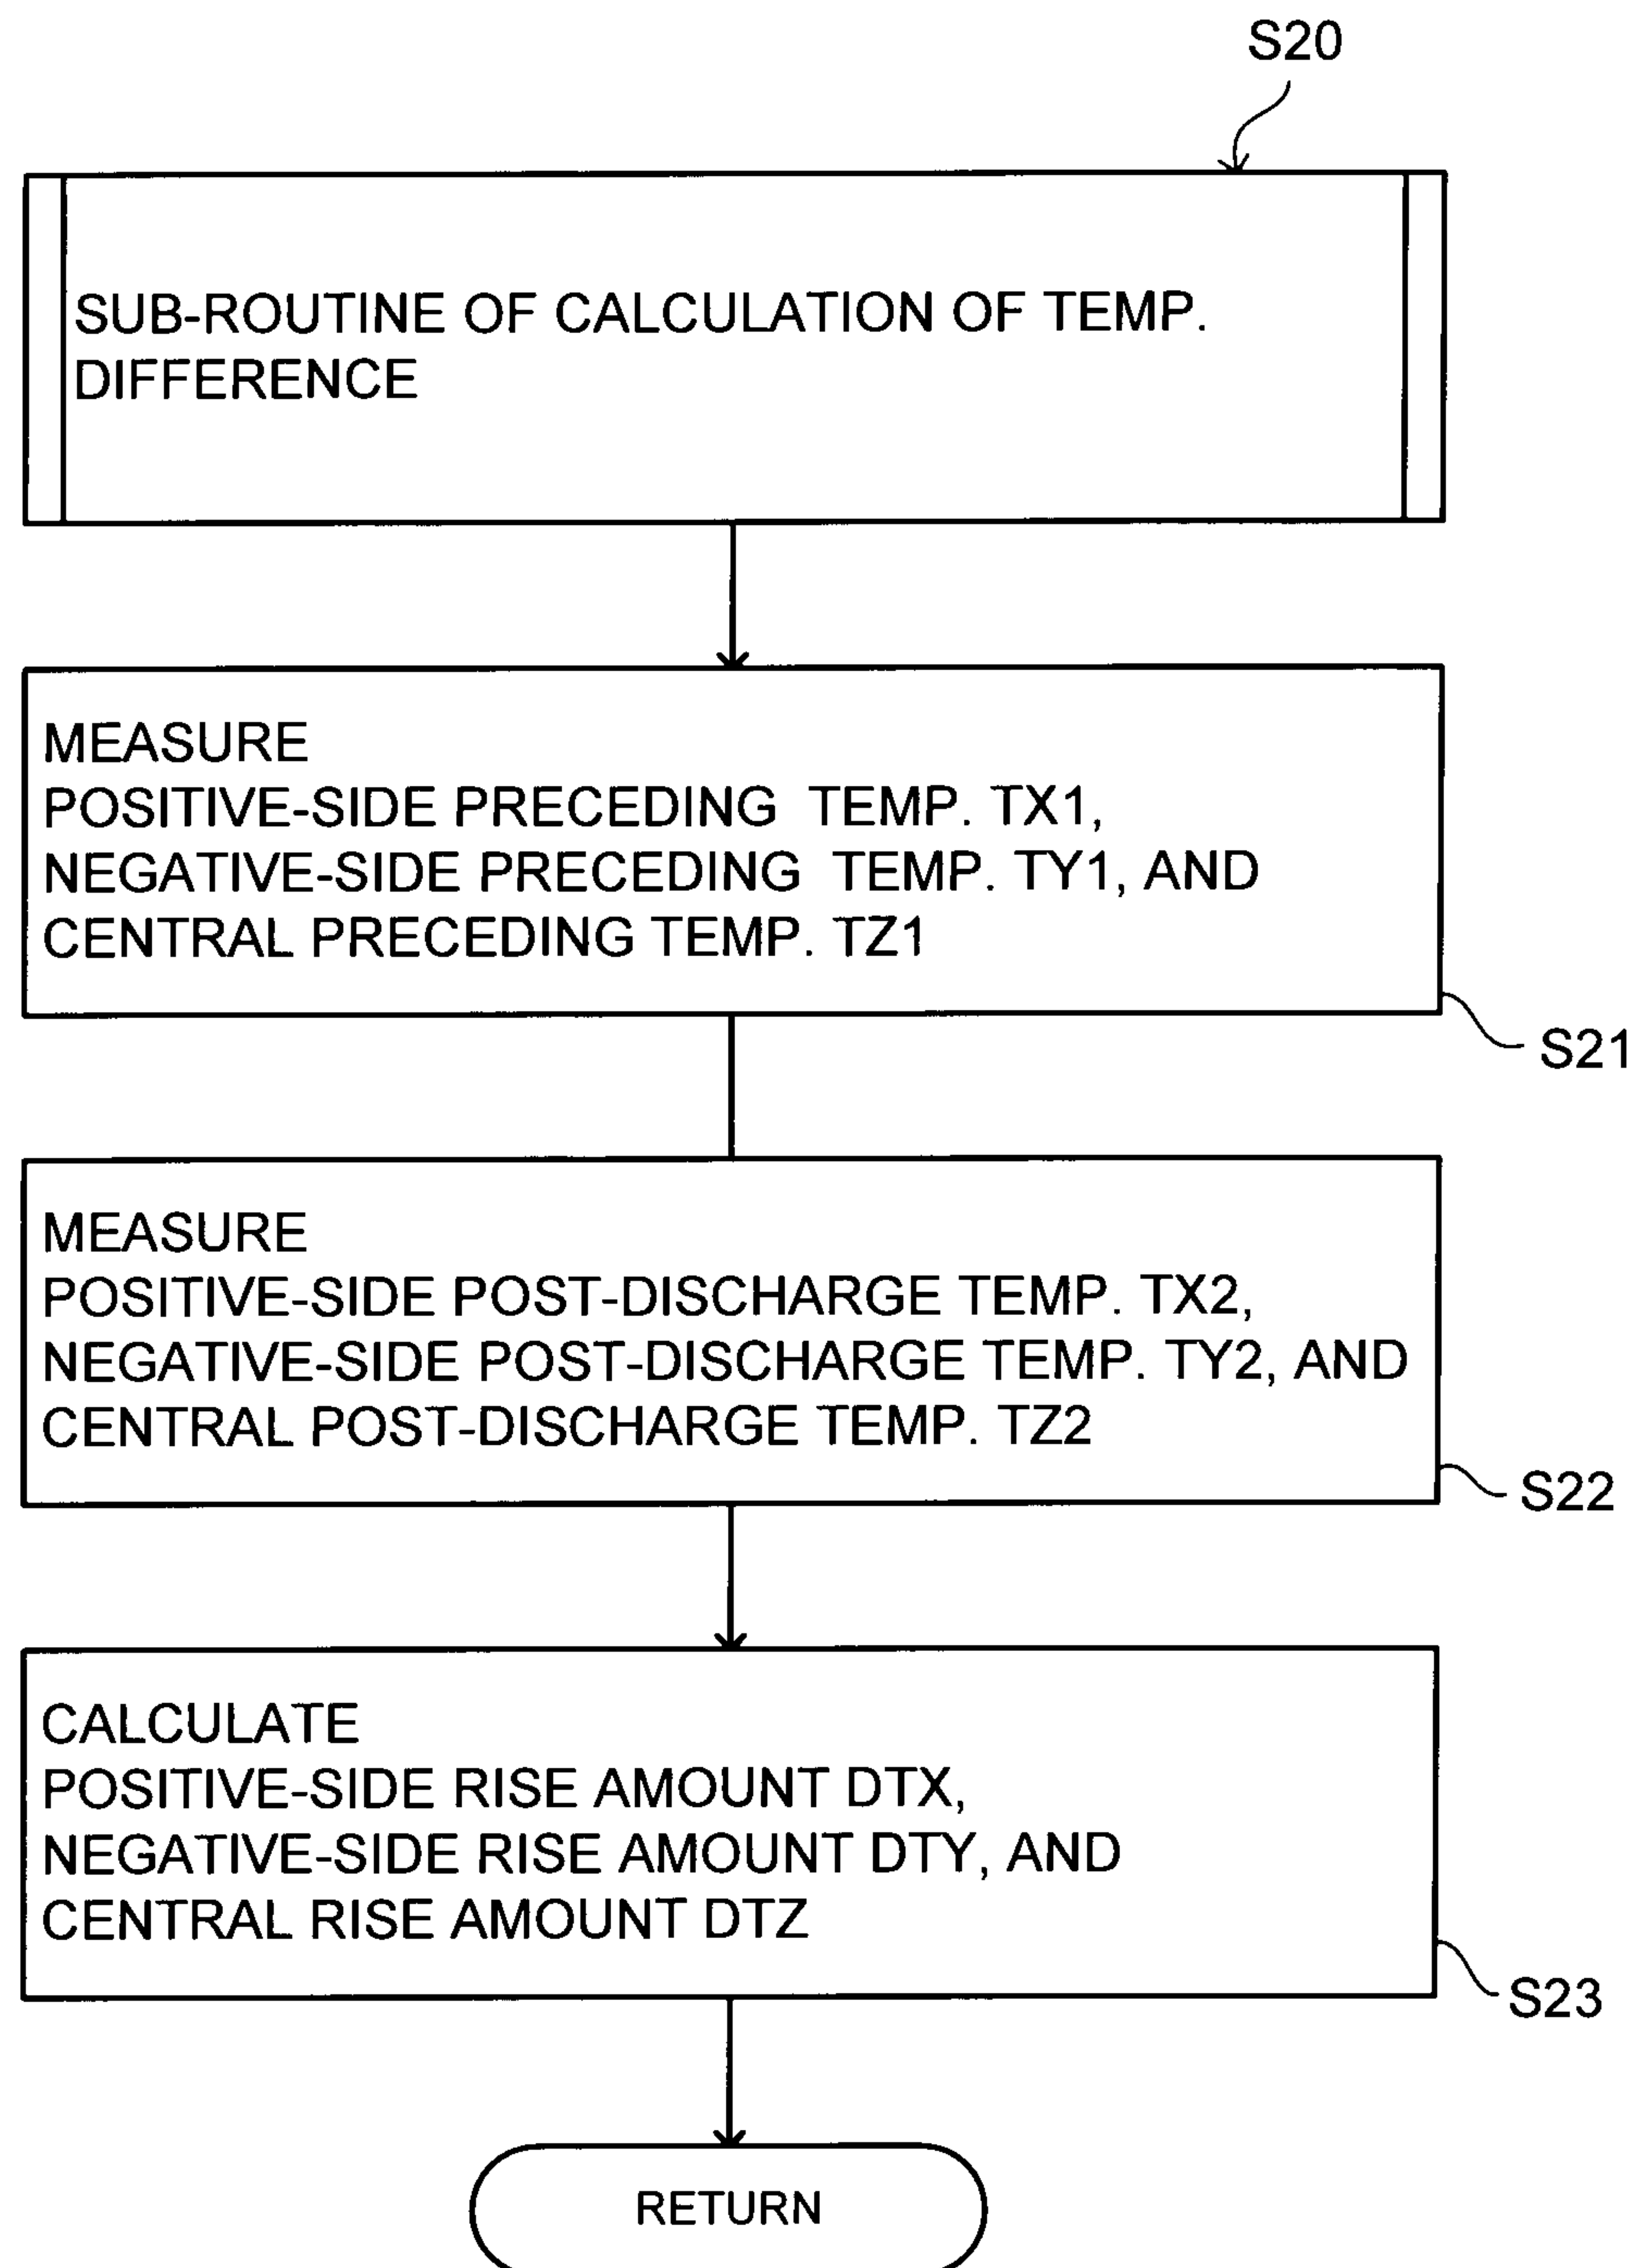 S20
SUB-ROUTINE OF CALCULATION OF TEMP.
DIFFERENCE
MEASURE
POSITIVE-SIDE PRECEDING TEMP. TX1,
NEGATIVE-SIDE PRECEDING TEMP. TY1, AND
CENTRAL PRECEDING TEMP. TZ1
S21
MEASURE
POSITIVE-SIDE POST-DISCHARGE TEMP. TX2,
NEGATIVE-SIDE POST-DISCHARGE TEMP. TY2, AND
CENTRAL POST-DISCHARGE TEMP. TZ2
S22
CALCULATE
POSITIVE-SIDE RISE AMOUNT DTX,
NEGATIVE-SIDE RISE AMOUNT DTY, AND
CENTRAL RISE AMOUNT DTZ
S23
RETURN